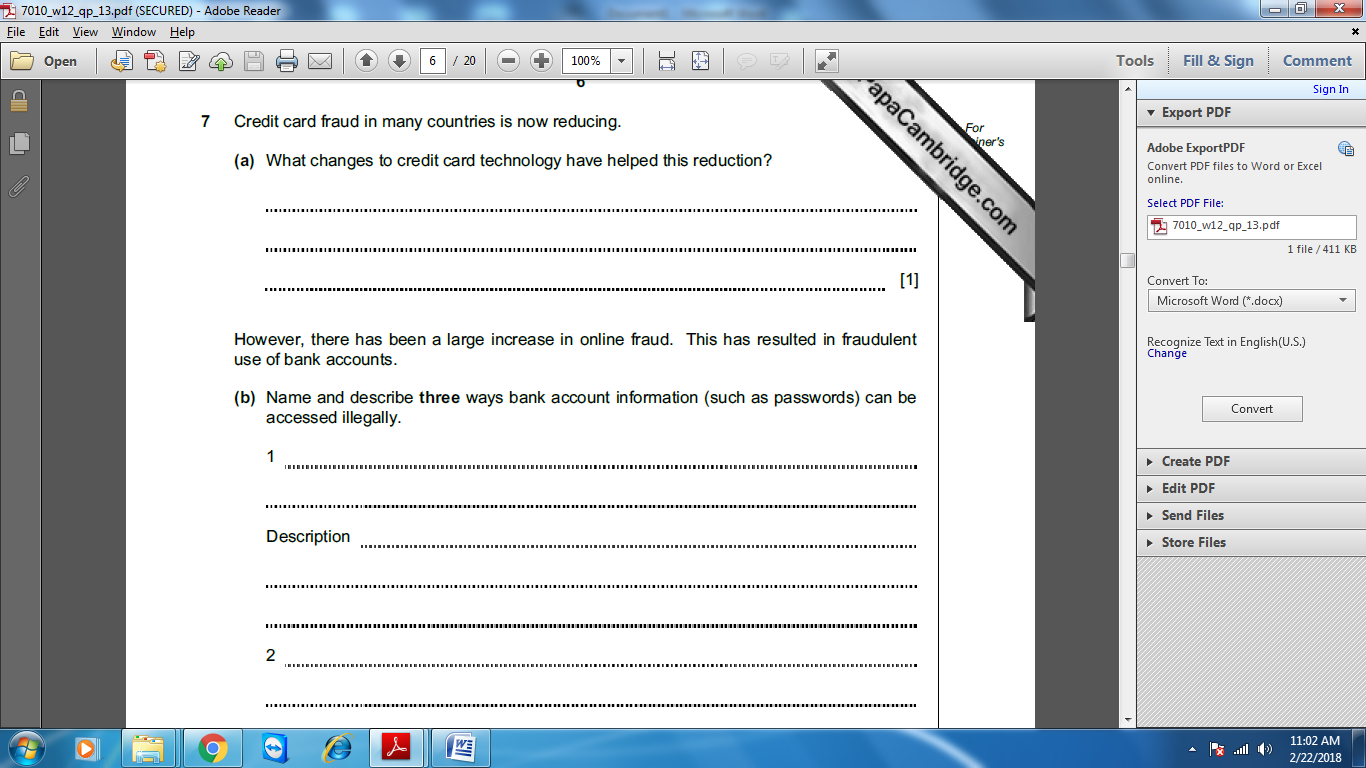 7010_w12_qp_13.pdf (SECURED) - Adobe Reader
File Edit View Window Help
Open 6 / 20 100% Tools Fill & Sign Comment
Sign In
6
7 Credit card fraud in many countries is now reducing.
For
iner's
(a) What changes to credit card technology have helped this reduction?
[1]
PapaCambridge.com
However, there has been a large increase in online fraud. This has resulted in fraudulent
use of bank accounts.
(b) Name and describe three ways bank account information (such as passwords) can be
accessed illegally.
1
Description
2
Export PDF
Adobe ExportPDF
Convert PDF files to Word or Excel
online.
Select PDF File:
7010_w12_qp_13.pdf
1 file / 411 KB
Convert To:
Microsoft Word (*.docx)
Recognize Text in English(U.S.)
Change
Convert
Create PDF
Edit PDF
Send Files
Store Files
11:02 AM
2/22/2018